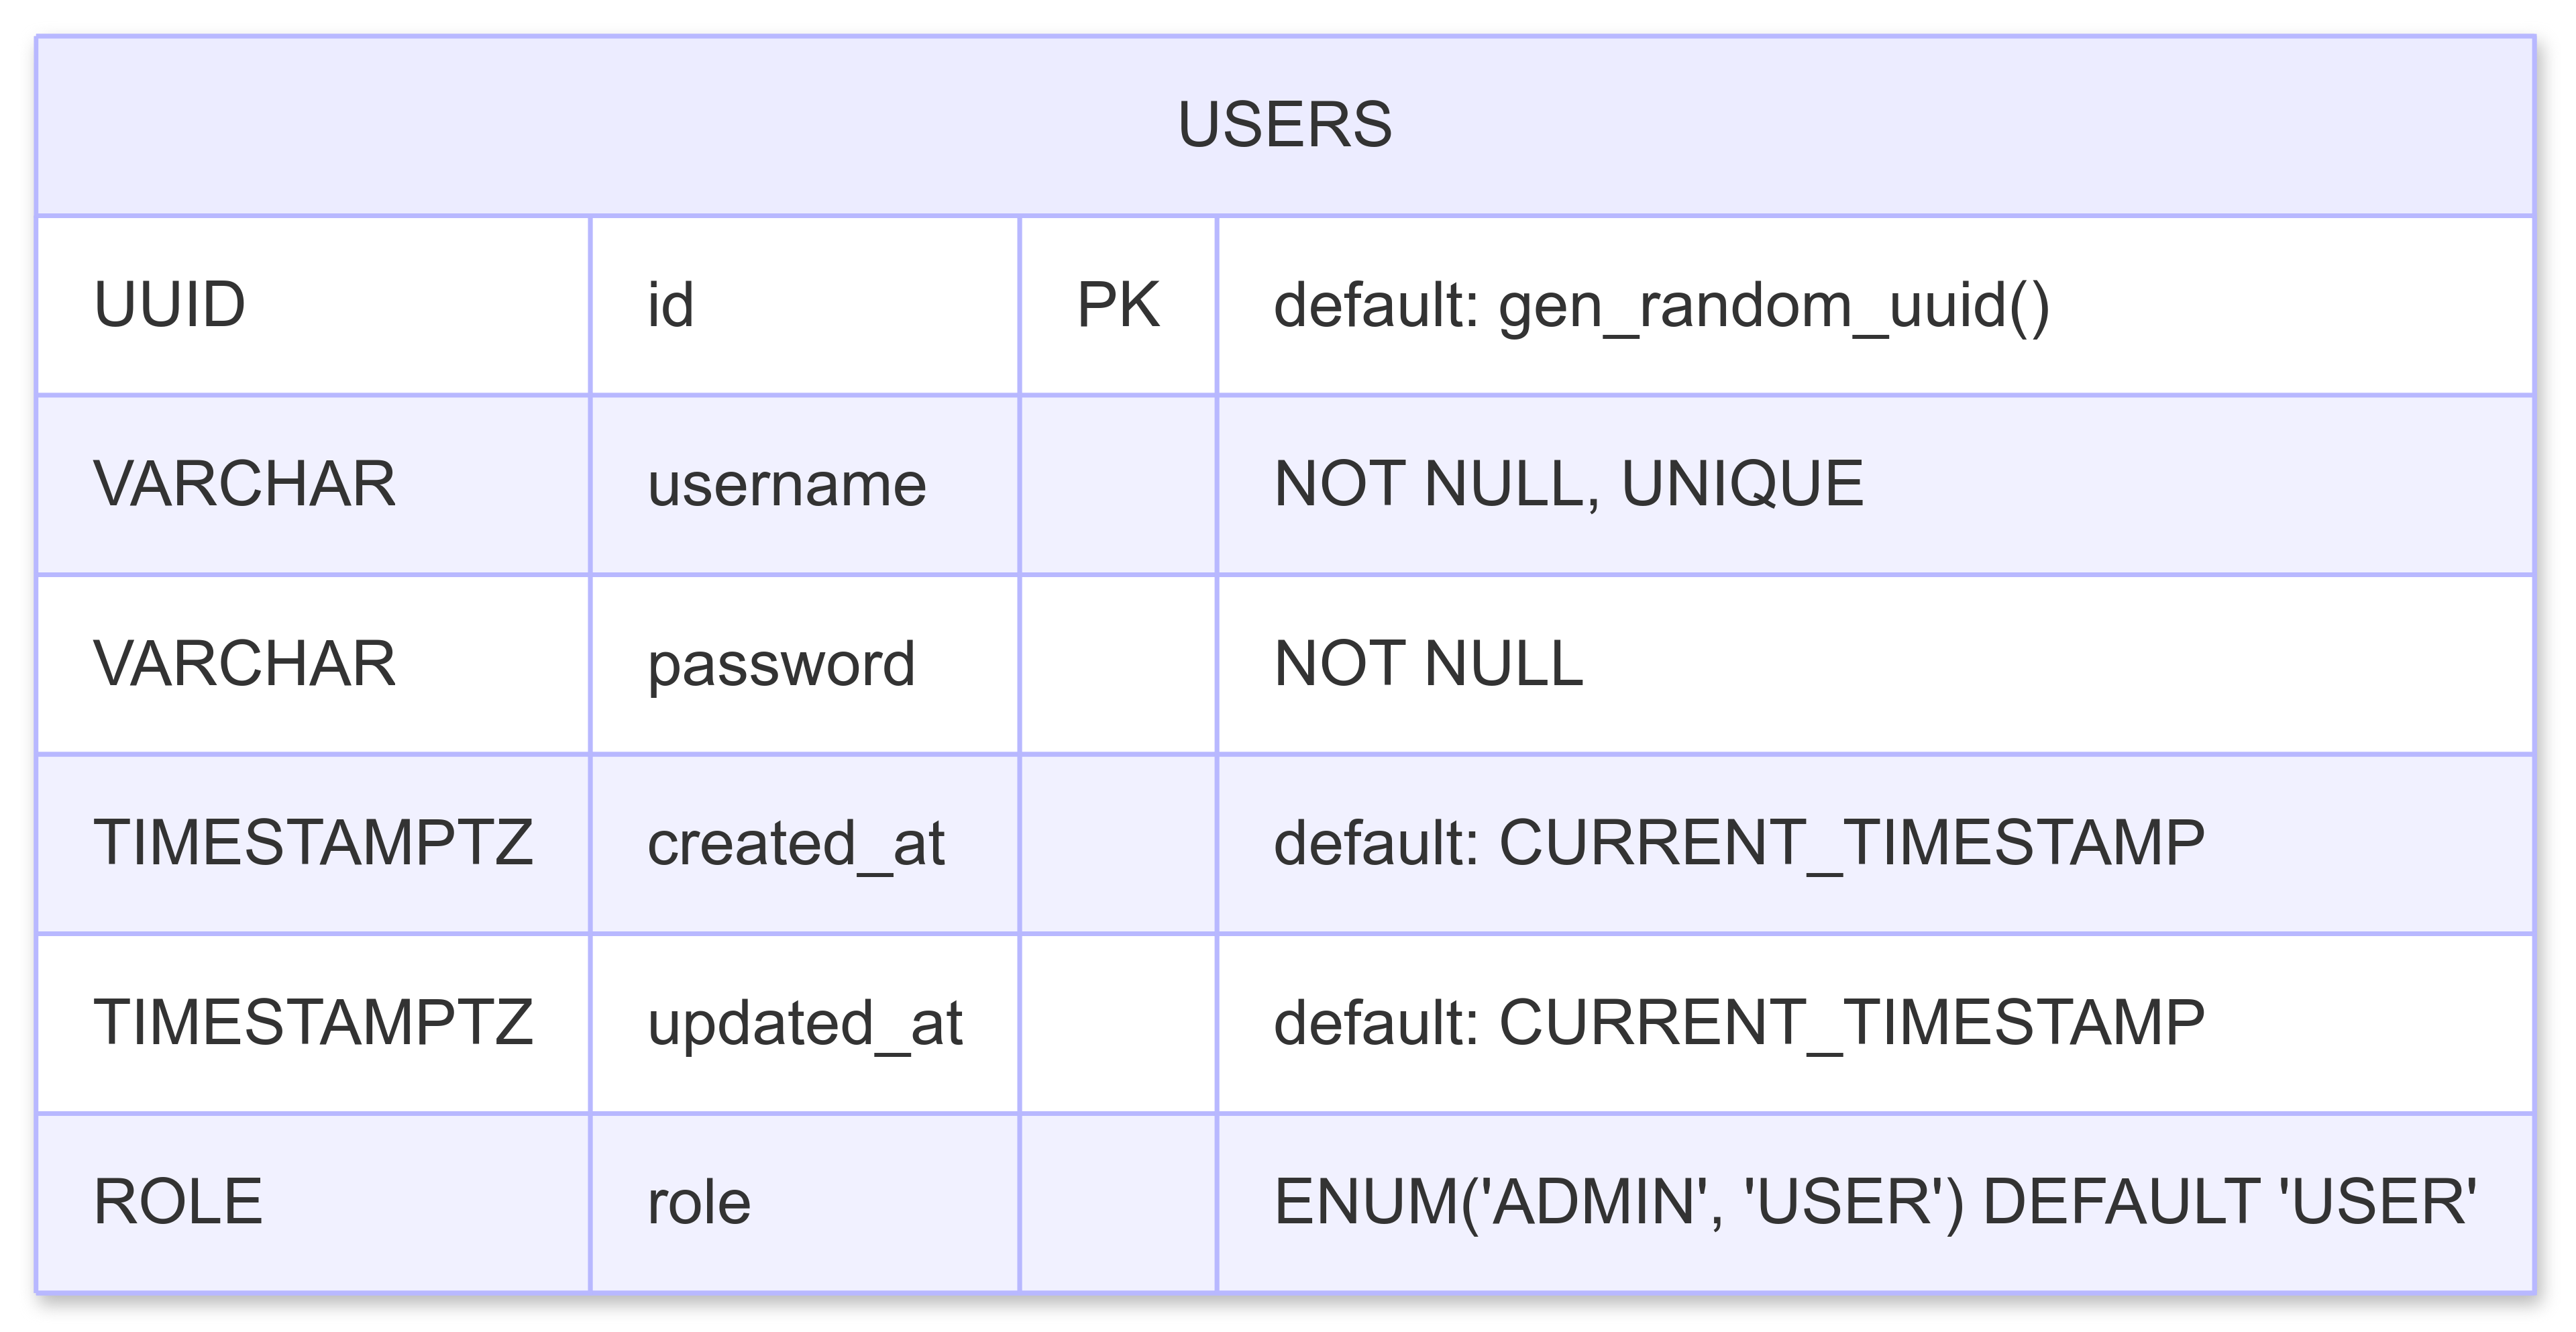 USERS
UUID id PK default: gen_random_uuid()
VARCHAR username NOT NULL, UNIQUE
VARCHAR password NOT NULL
TIMESTAMPTZ created_at default: CURRENT_TIMESTAMP
TIMESTAMPTZ updated_at default: CURRENT_TIMESTAMP
ROLE role ENUM('ADMIN', 'USER') DEFAULT 'USER'